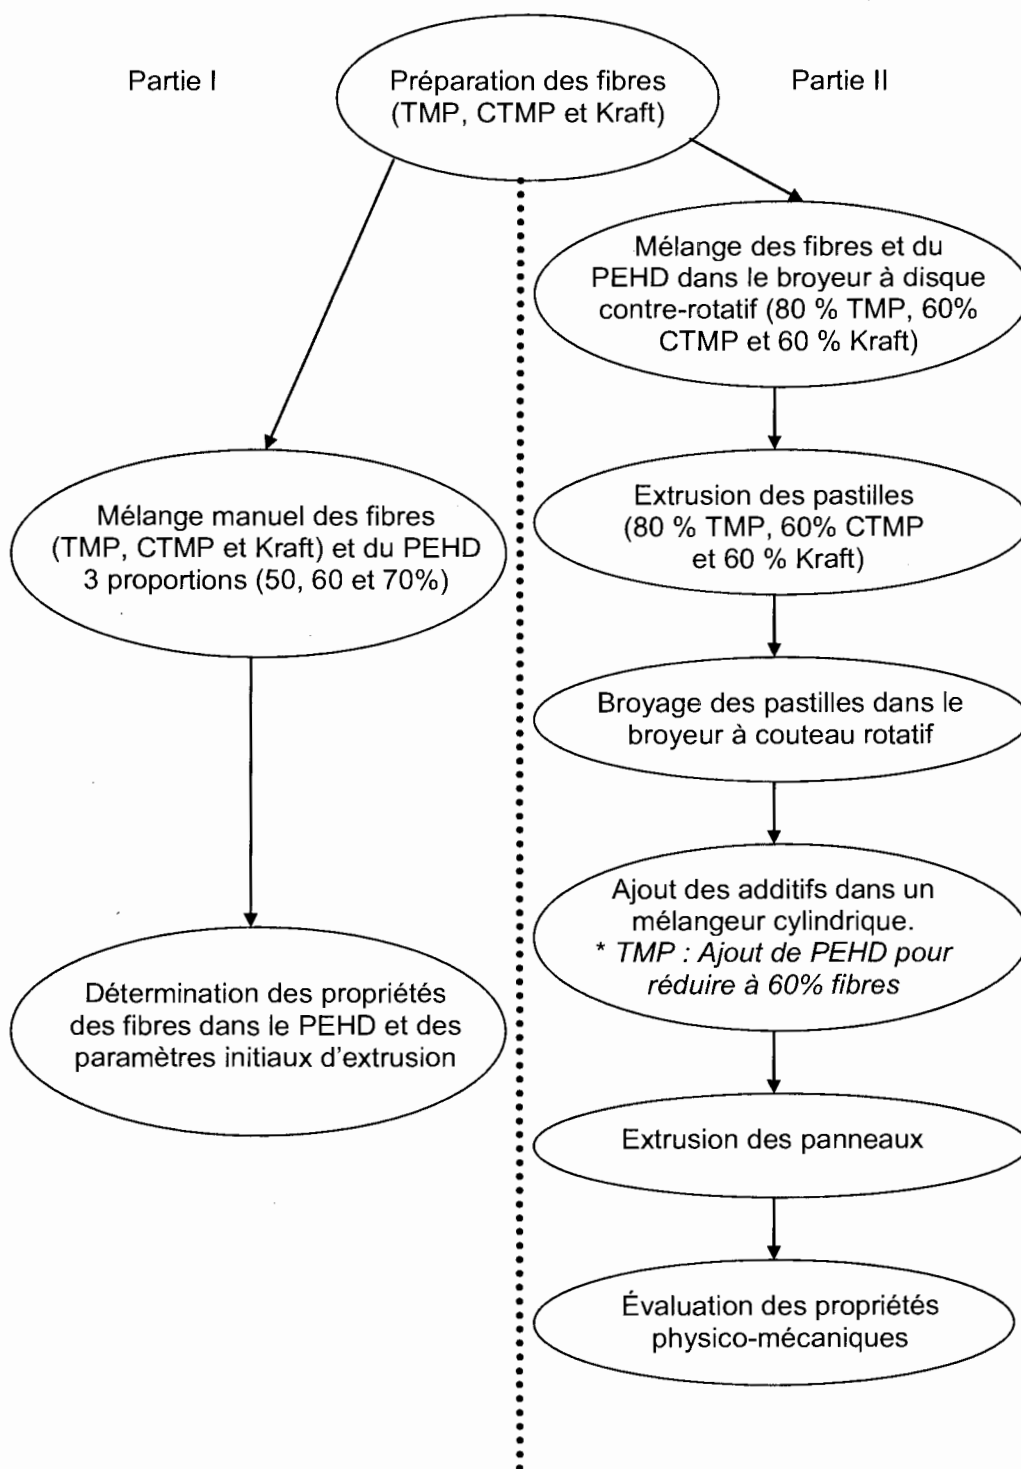 Partie I
Préparation des fibres
(TMP, CTMP et Kraft)
Partie II
Mélange des fibres et du
PEHD dans le broyeur à disque
contre-rotatif (80 % TMP, 60%
CTMP et 60 % Kraft)
Mélange manuel des fibres
(TMP, CTMP et Kraft) et du PEHD
3 proportions (50, 60 et 70%)
Extrusion des pastilles
(80 % TMP, 60% CTMP
et 60 % Kraft)
Broyage des pastilles dans le
broyeur à couteau rotatif
Ajout des additifs dans un
mélangeur cylindrique.
* TMP : Ajout de PEHD pour
réduire à 60% fibres
Détermination des propriétés
des fibres dans le PEHD et des
paramètres initiaux d'extrusion
Extrusion des panneaux
Évaluation des propriétés
physico-mécaniques